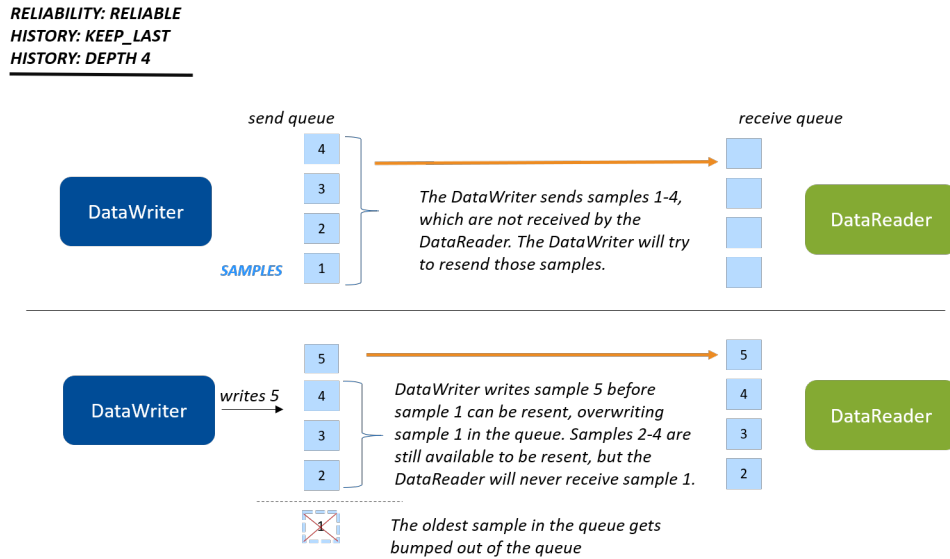 RELIABILITY: RELIABLE
HISTORY: KEEP_LAST
HISTORY: DEPTH 4
send queue
receive queue
4
3
2
1
SAMPLES
DataWriter
The DataWriter sends samples 1-4,
which are not received by the
DataReader. The DataWriter will try
to resend those samples.
DataReader
DataWriter
writes 5
5
4
3
2
DataWriter writes sample 5 before
sample 1 can be resent, overwriting
sample 1 in the queue. Samples 2-4 are
still available to be resent, but the
DataReader will never receive sample 1.
5
4
3
2
DataReader
1
The oldest sample in the queue gets
bumped out of the queue